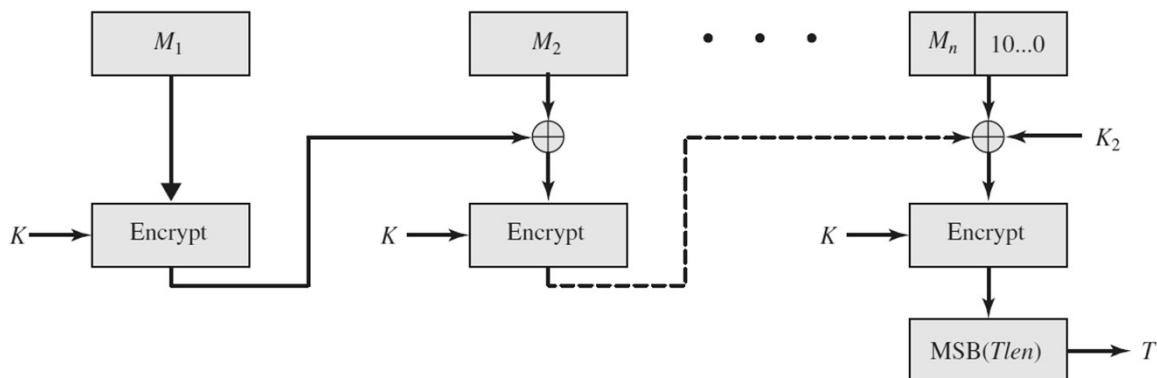 M₁ M₂ • • • Mₙ 10...0
K₂
K Encrypt K Encrypt K Encrypt
MSB(Tlen) T